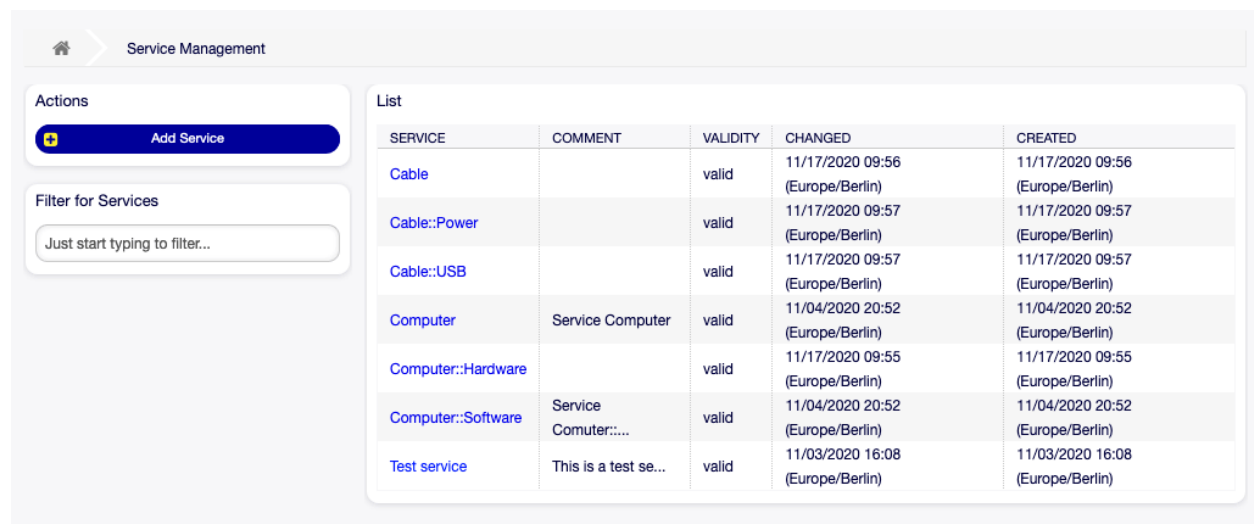 Service Management
Actions
Add Service
Filter for Services
Just start typing to filter...
List
SERVICE COMMENT VALIDITY CHANGED CREATED
Cable valid 11/17/2020 09:56 (Europe/Berlin) 11/17/2020 09:56 (Europe/Berlin)
Cable::Power valid 11/17/2020 09:57 (Europe/Berlin) 11/17/2020 09:57 (Europe/Berlin)
Cable::USB valid 11/17/2020 09:57 (Europe/Berlin) 11/17/2020 09:57 (Europe/Berlin)
Computer Service Computer valid 11/04/2020 20:52 (Europe/Berlin) 11/04/2020 20:52 (Europe/Berlin)
Computer::Hardware valid 11/17/2020 09:55 (Europe/Berlin) 11/17/2020 09:55 (Europe/Berlin)
Computer::Software Service Comuter::... valid 11/04/2020 20:52 (Europe/Berlin) 11/04/2020 20:52 (Europe/Berlin)
Test service This is a test se... valid 11/03/2020 16:08 (Europe/Berlin) 11/03/2020 16:08 (Europe/Berlin)